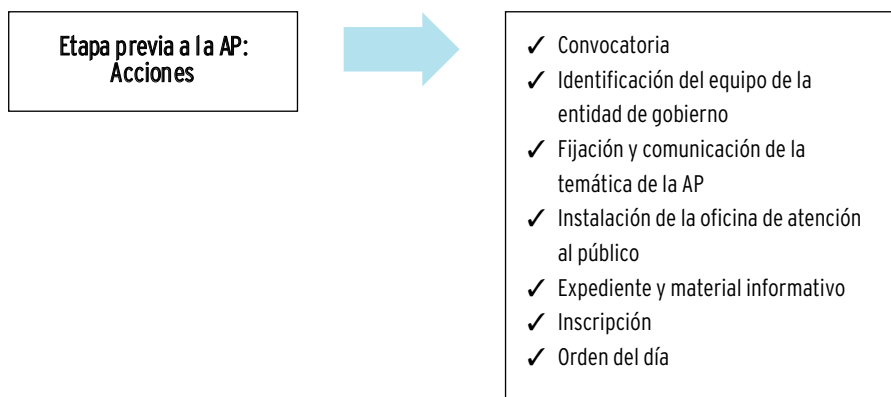 Etapa previa a la AP:
Acciones
✓ Convocatoria
✓ Identificación del equipo de la
entidad de gobierno
✓ Fijación y comunicación de la
temática de la AP
✓ Instalación de la oficina de atención
al público
✓ Expediente y material informativo
✓ Inscripción
✓ Orden del día